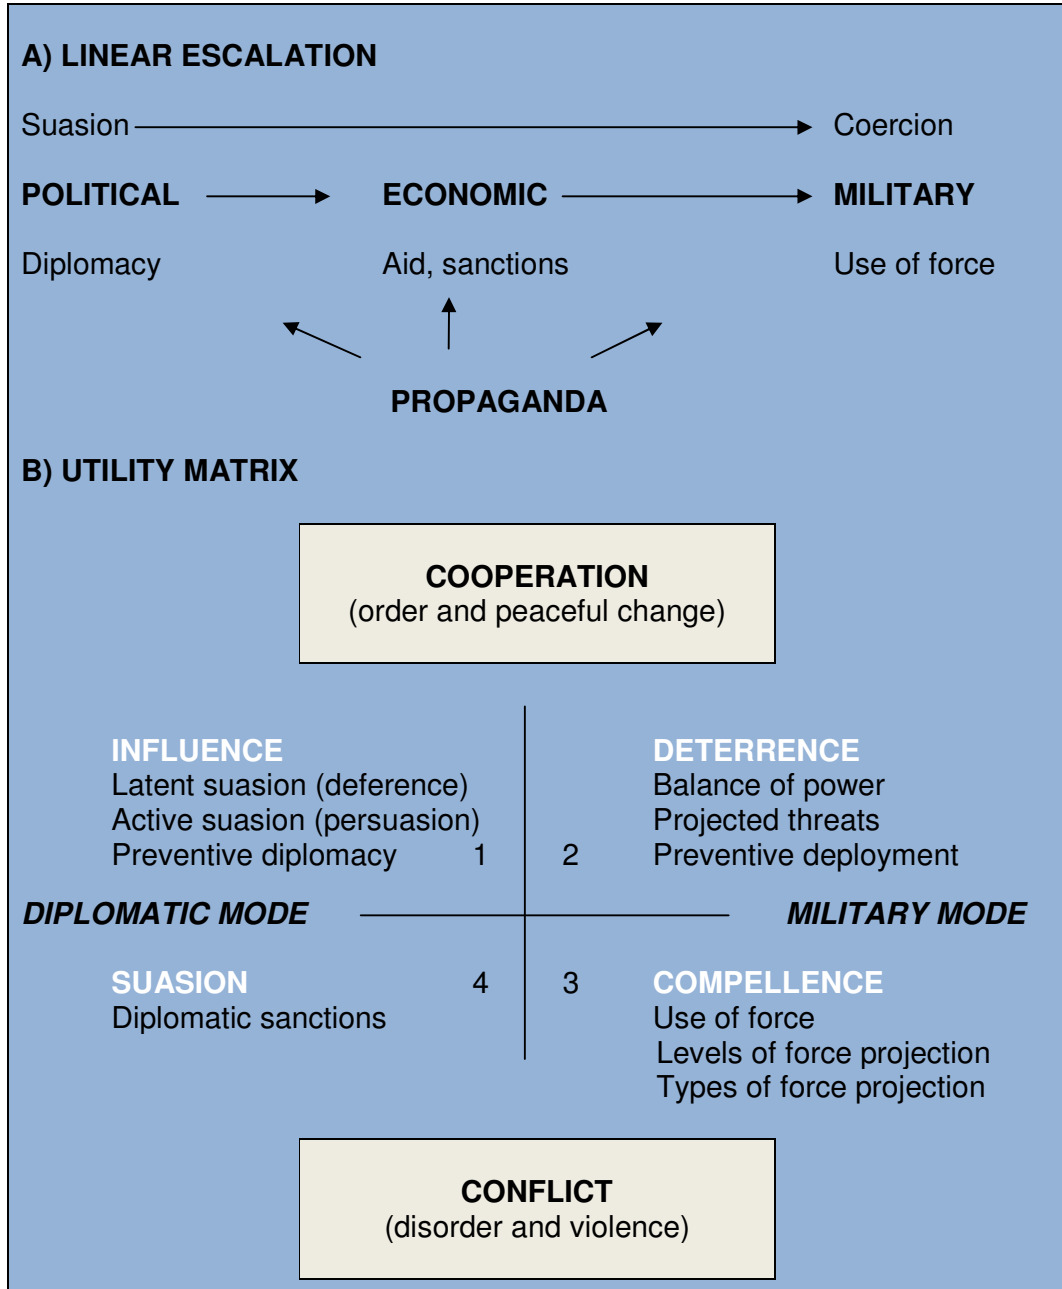 A) LINEAR ESCALATION
Suasion Coercion
POLITICAL ECONOMIC MILITARY
Diplomacy Aid, sanctions Use of force
PROPAGANDA
B) UTILITY MATRIX
COOPERATION
(order and peaceful change)
INFLUENCE
Latent suasion (deference)
Active suasion (persuasion)
Preventive diplomacy 1
DETERRENCE
Balance of power
Projected threats
2 Preventive deployment
DIPLOMATIC MODE MILITARY MODE
SUASION 4
Diplomatic sanctions
3 COMPELLENCE
Use of force
Levels of force projection
Types of force projection
CONFLICT
(disorder and violence)